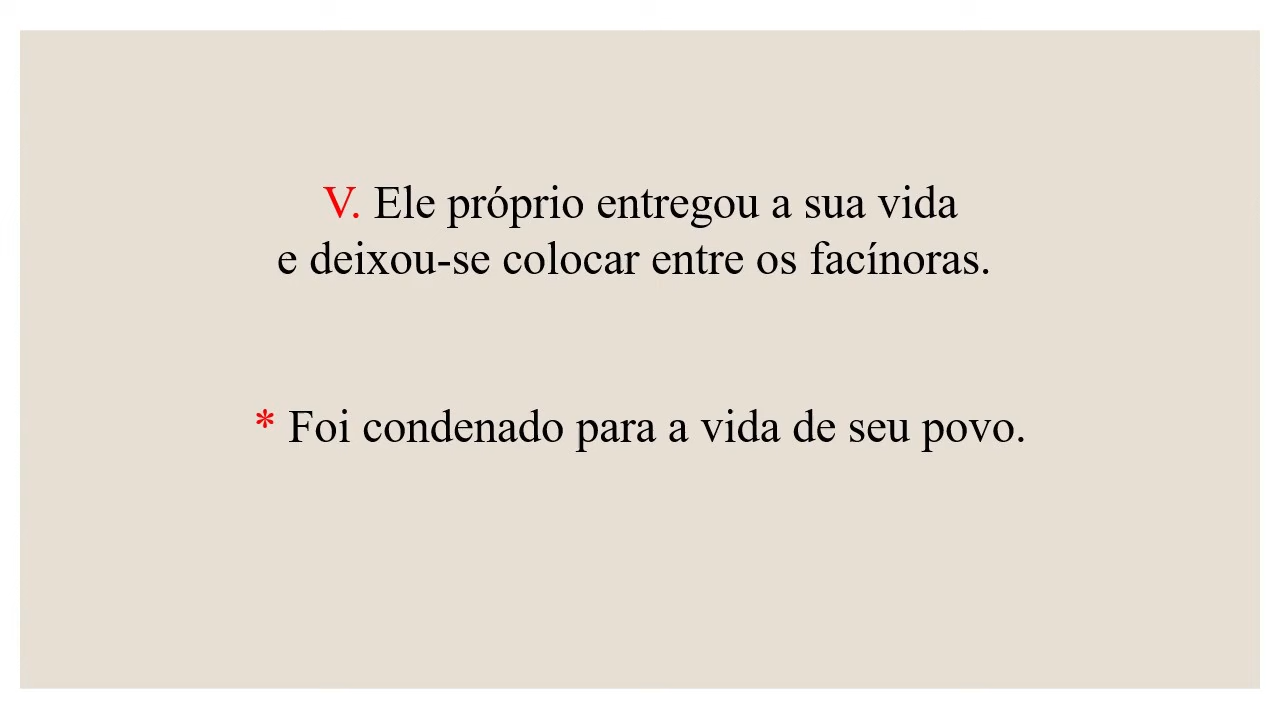 V. Ele próprio entregou a sua vida
e deixou-se colocar entre os facínoras.
* Foi condenado para a vida de seu povo.